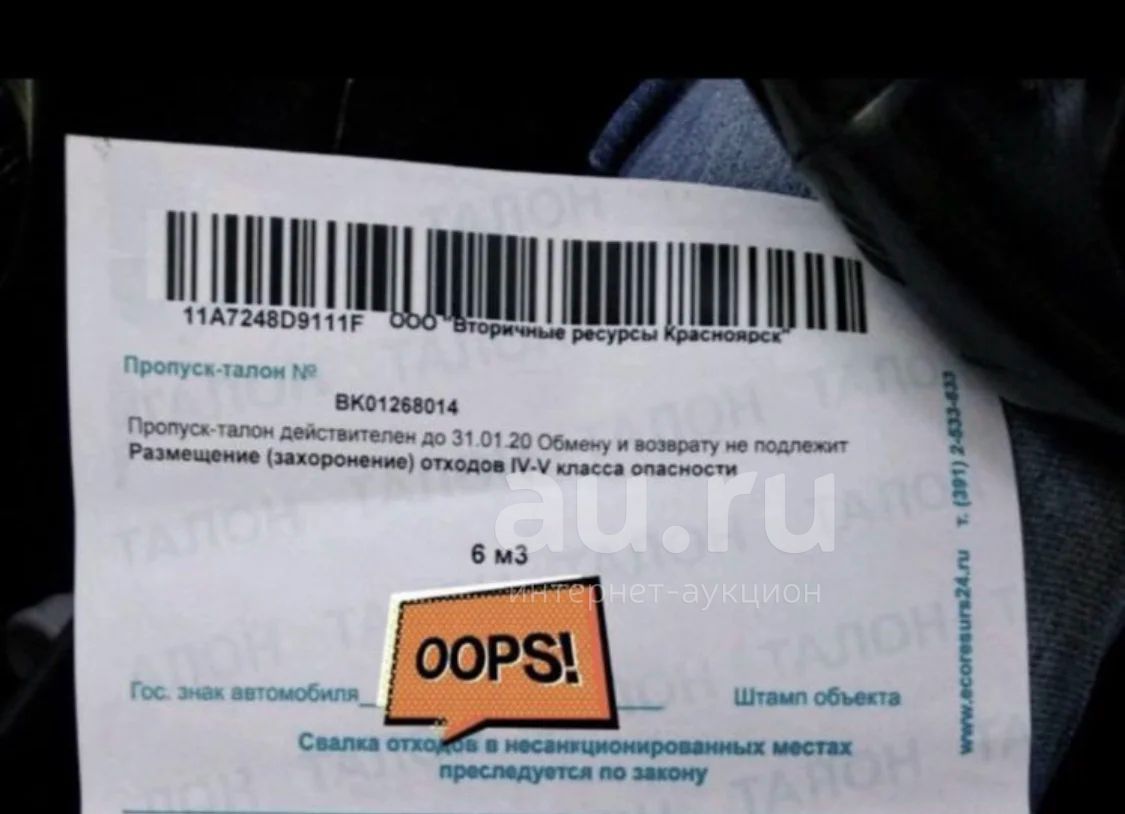 11A7248D9111F ООО "Вторичные ресурсы Красноярск"
Пропуск-талон №
ВК01268014
Пропуск-талон действителен до 31.01.20 Обмену и возврату не подлежит
Размещение (захоронение) отходов IV-V класса опасности
au.ru
интернет-аукцион
6 м3
OOPS!
Гос. знак автомобиля
Штамп объекта
Свалка отходов в несанкционированных местах
преследуется по закону
www.ecoresurs24.ru т. (391) 2-633-633
ТАЛОН